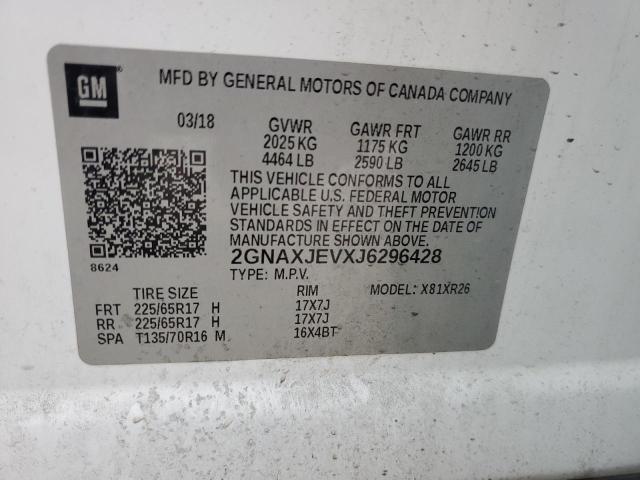 GM
MFD BY GENERAL MOTORS OF CANADA COMPANY
03/18 GVWR GAWR FRT GAWR RR
2025 KG 1175 KG 1200 KG
4464 LB 2590 LB 2645 LB
THIS VEHICLE CONFORMS TO ALL
APPLICABLE U.S. FEDERAL MOTOR
VEHICLE SAFETY AND THEFT PREVENTION
STANDARDS IN EFFECT ON THE DATE OF
MANUFACTURE SHOWN ABOVE.
8624 2GNAXJEVXJ6296428
TYPE: M.P.V.
TIRE SIZE RIM MODEL: X81XR26
FRT 225/65R17 H 17X7J
RR 225/65R17 H 17X7J
SPA T135/70R16 M 16X4BT